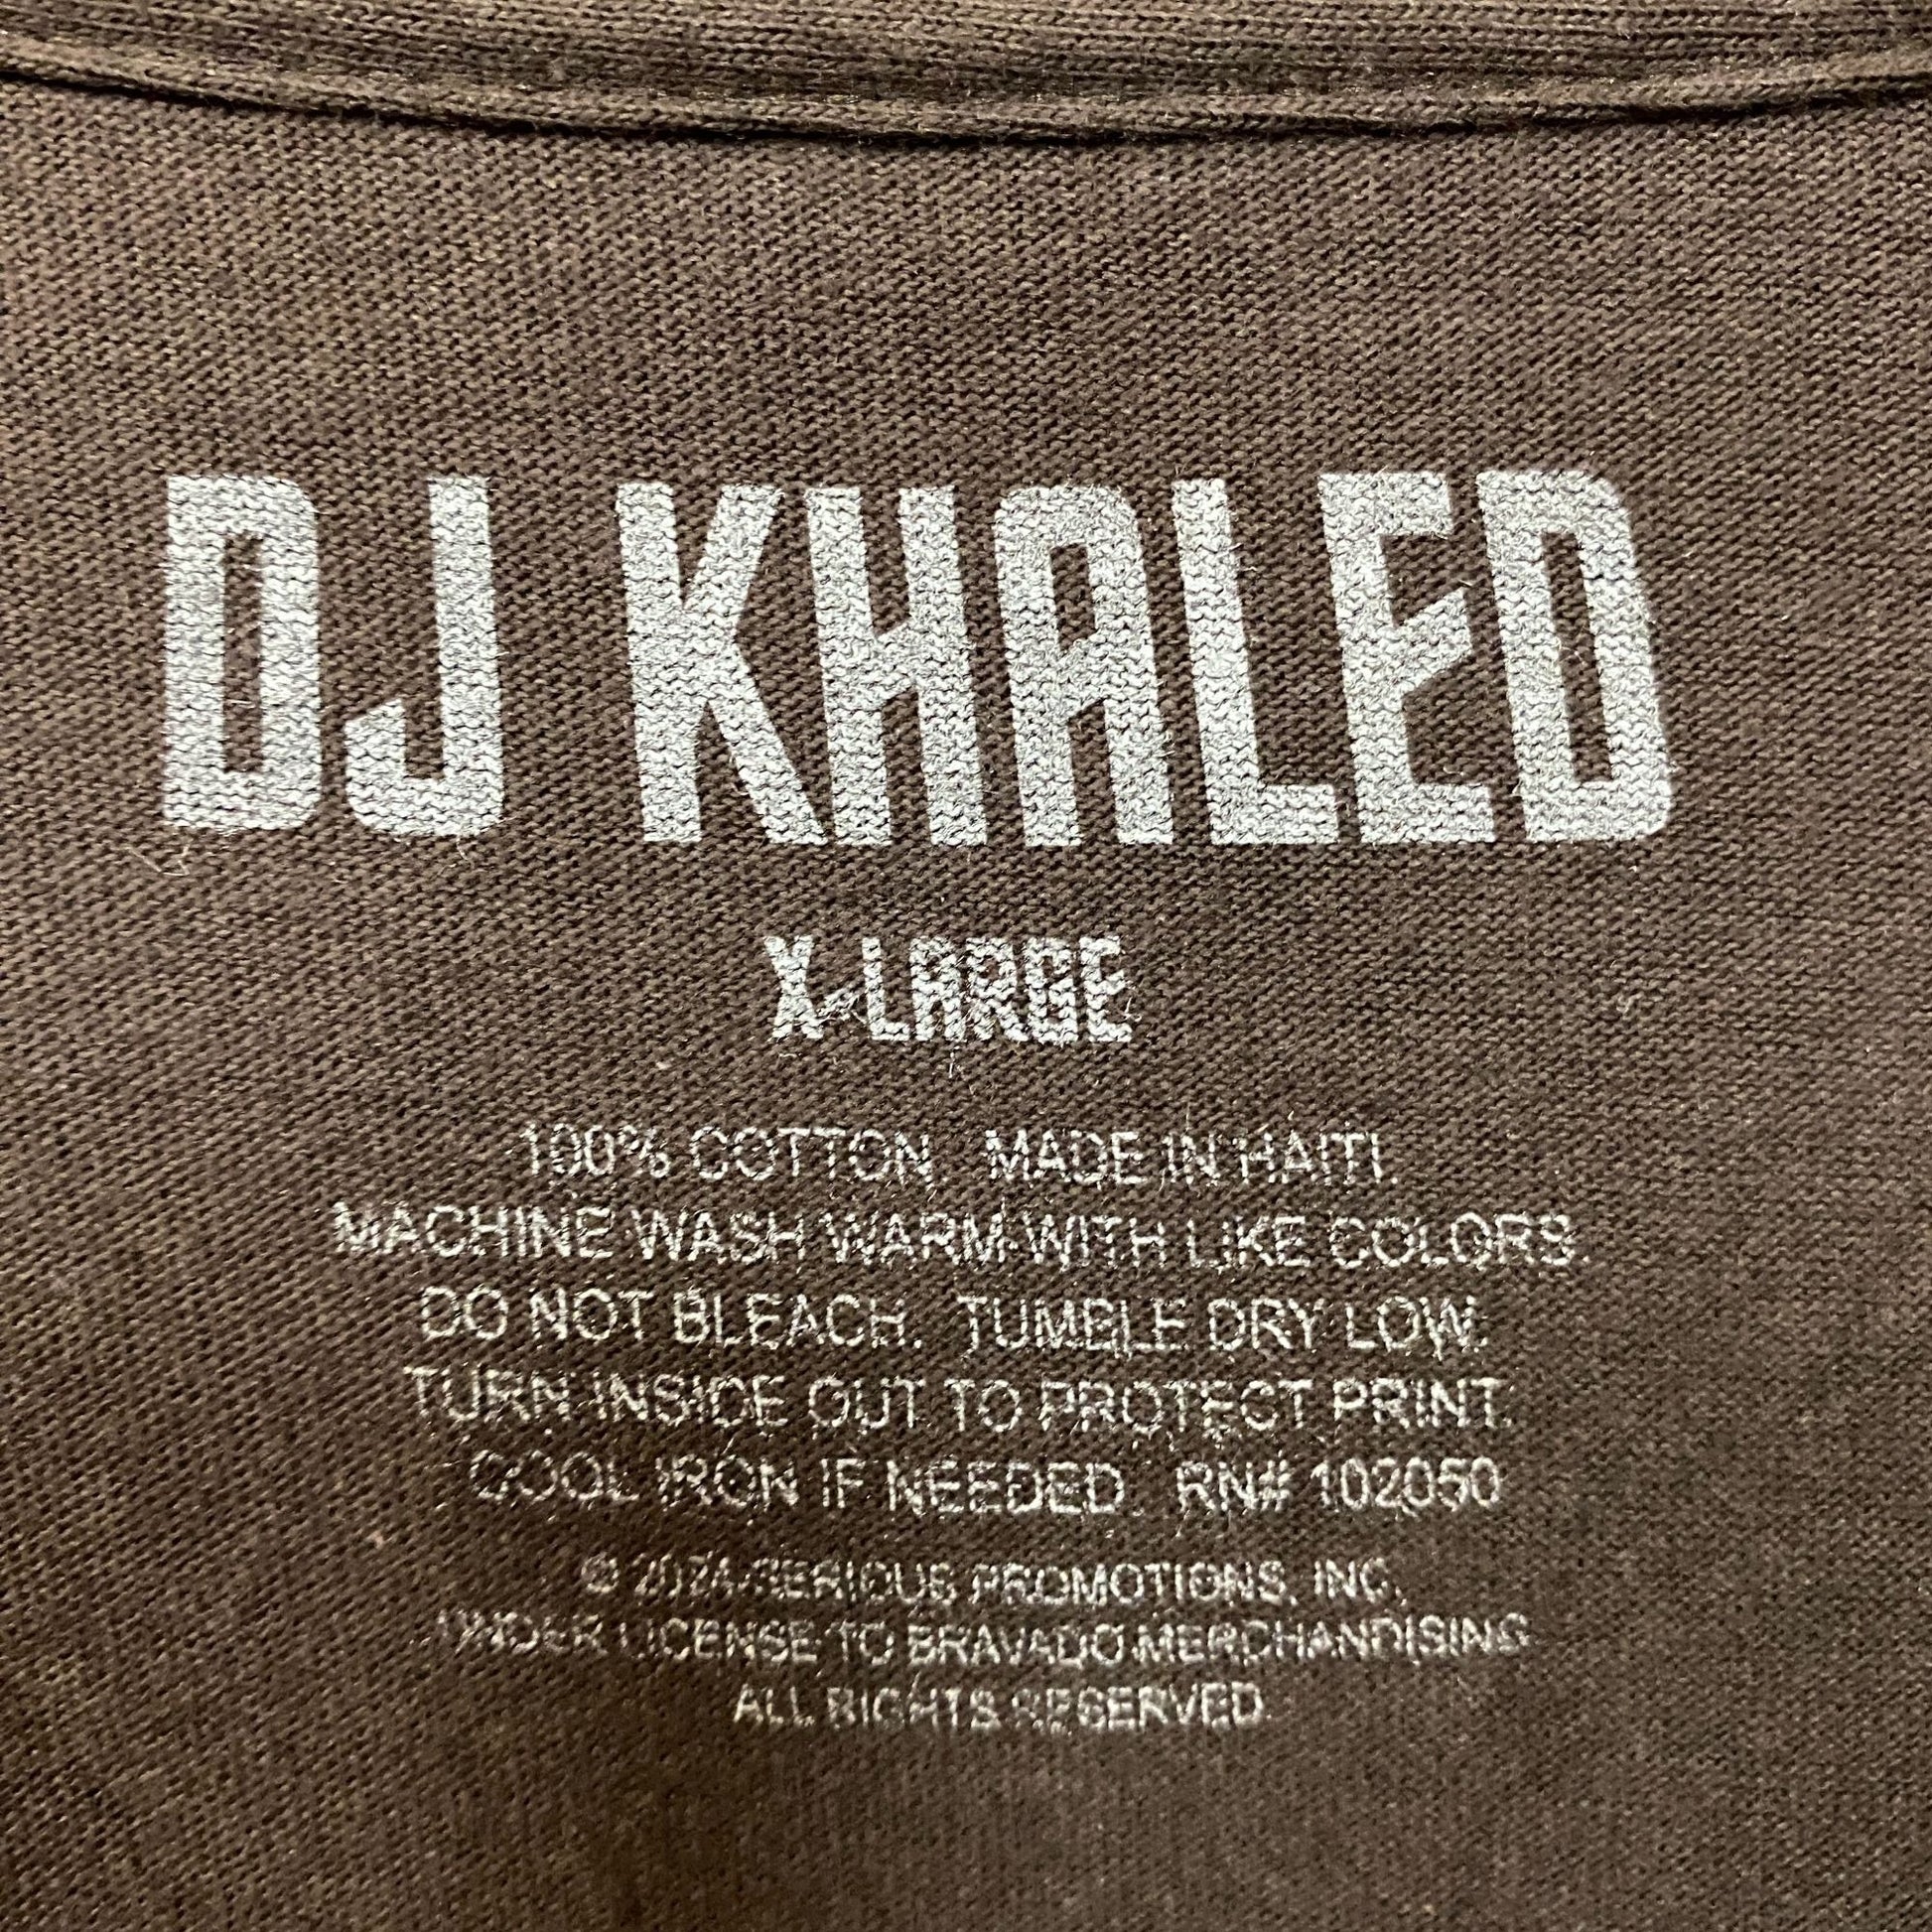 DJ KHALED
X-LARGE
100% COTTON. MADE IN HAITI.
MACHINE WASH WARM WITH LIKE COLORS.
DO NOT BLEACH. TUMBLE DRY LOW.
TURN INSIDE OUT TO PROTECT PRINT.
COOL IRON IF NEEDED. RN# 102050
© 2024 SERIOUS PROMOTIONS, INC.
UNDER LICENSE TO BRAVADO MERCHANDISING
ALL RIGHTS RESERVED.